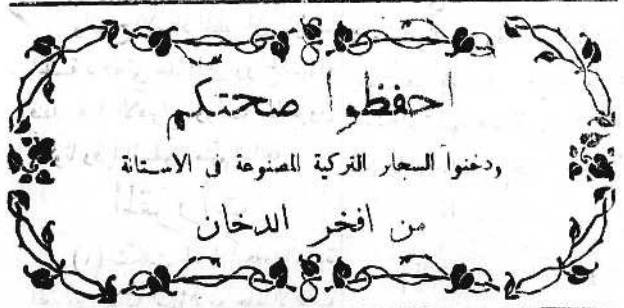 احفظوا صحتكم
ودخنوا السجاير التركية المصنوعة في الاستانة
من افخر الدخان